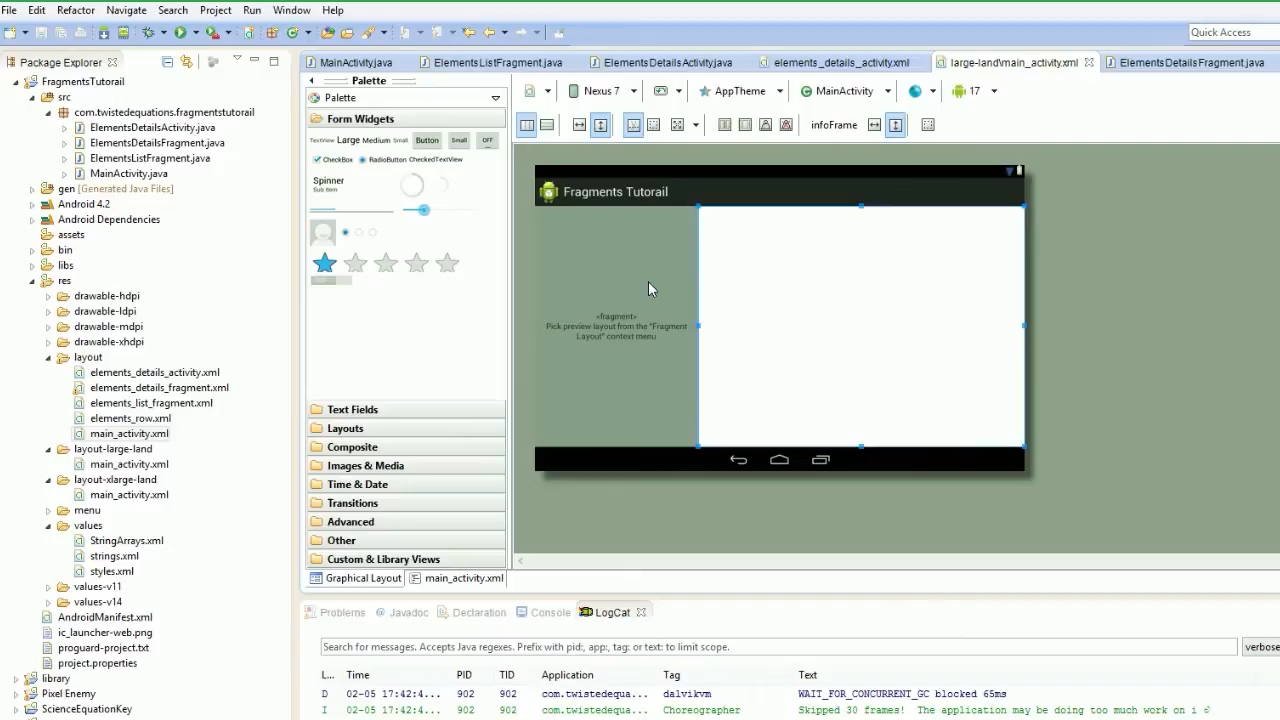 File Edit Refactor Navigate Search Project Run Window Help
Quick Access
Package Explorer
FragmentsTutorail
src
com.twistedequations.fragmentstutorail
ElementsDetailsActivity.java
ElementsDetailsFragment.java
ElementsListFragment.java
MainActivity.java
gen [Generated Java Files]
Android 4.2
Android Dependencies
assets
bin
libs
res
drawable-hdpi
drawable-ldpi
drawable-mdpi
drawable-xhdpi
layout
elements_details_activity.xml
elements_details_fragment.xml
elements_list_fragment.xml
elements_row.xml
main_activity.xml
layout-large-land
main_activity.xml
layout-xlarge-land
main_activity.xml
menu
values
StringArrays.xml
strings.xml
styles.xml
values-v11
values-v14
AndroidManifest.xml
ic_launcher-web.png
proguard-project.txt
project.properties
library
Pixel Enemy
ScienceEquationKey
MainActivity.java ElementsListFragment.java ElementsDetailsActivity.java elements_details_activity.xml large-land\main_activity.xml ElementsDetailsFragment.java
Palette
Palette
Form Widgets
TextView Large Medium Small Button Small OFF
CheckBox RadioButton CheckedTextView
Spinner
Sub Item
Text Fields
Layouts
Composite
Images & Media
Time & Date
Transitions
Advanced
Other
Custom & Library Views
Nexus 7 AppTheme MainActivity 17
infoFrame
Fragments Tutorail
<fragment>
Pick preview layout from the "Fragment
Layout" context menu
Graphical Layout main_activity.xml
Problems Javadoc Declaration Console LogCat
Search for messages. Accepts Java regexes. Prefix with pid:, app:, tag: or text: to limit scope.
verbose
L... Time PID TID Application Tag Text
D 02-05 17:42:4... 902 902 com.twistedequa... dalvikvm WAIT_FOR_CONCURRENT_GC blocked 65ms
I 02-05 17:42:4... 902 902 com.twistedequa... Choreographer Skipped 30 frames! The application may be doing too much work on i